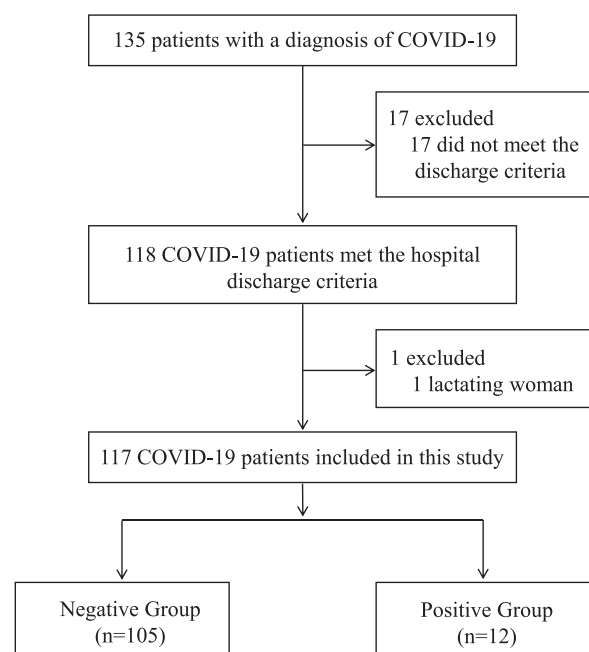 135 patients with a diagnosis of COVID-19
17 excluded
17 did not meet the
discharge criteria
118 COVID-19 patients met the hospital
discharge criteria
1 excluded
1 lactating woman
117 COVID-19 patients included in this study
Negative Group
(n=105)
Positive Group
(n=12)